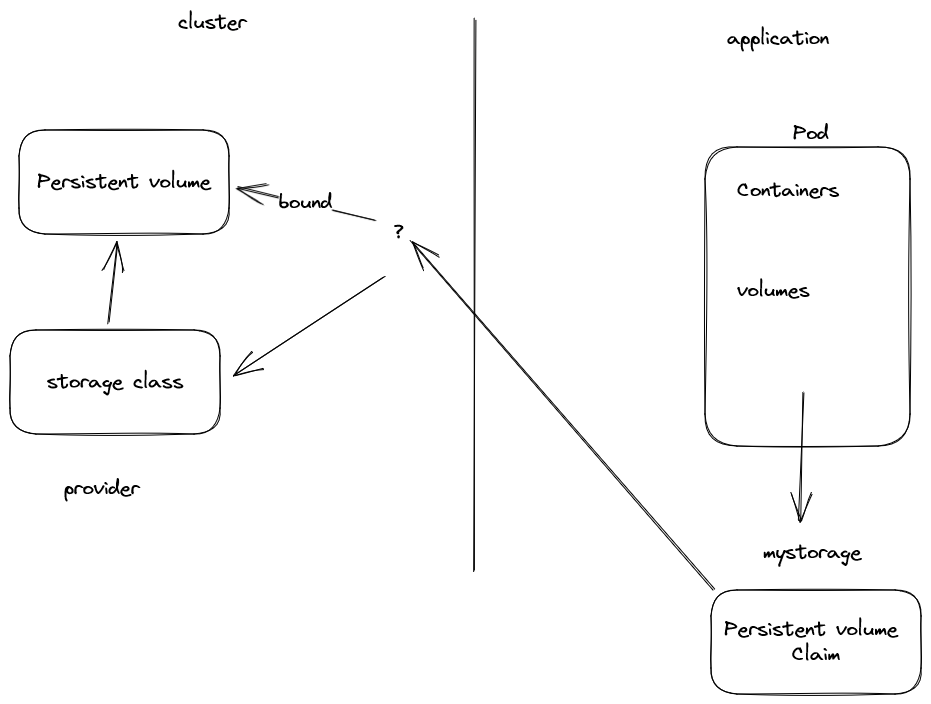 cluster
application
Pod
Persistent volume
Containers
bound
?
volumes
storage class
provider
mystorage
Persistent volume
Claim